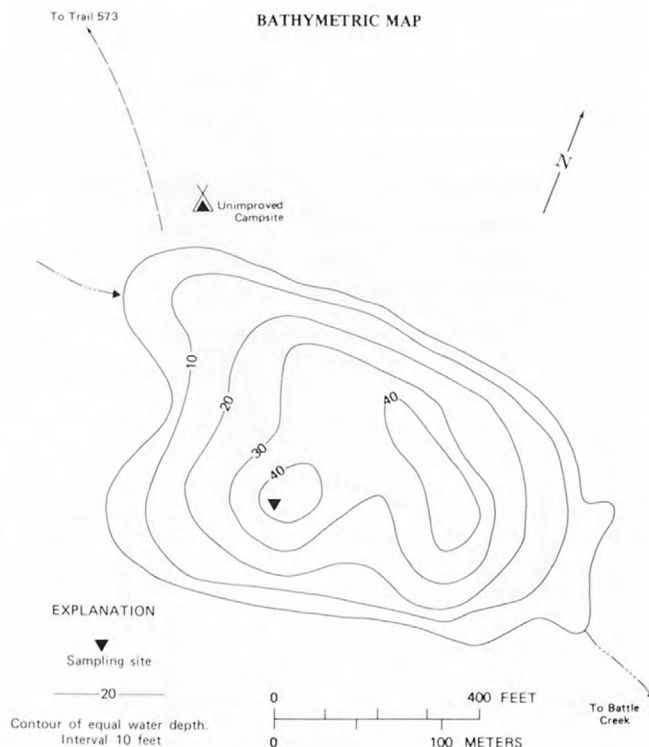 To Trail 573
BATHYMETRIC MAP
N
Unimproved
Campsite
10
20
40
30
40
EXPLANATION
Sampling site
20
Contour of equal water depth.
Interval 10 feet
0 400 FEET
0 100 METERS
To Battle
Creek